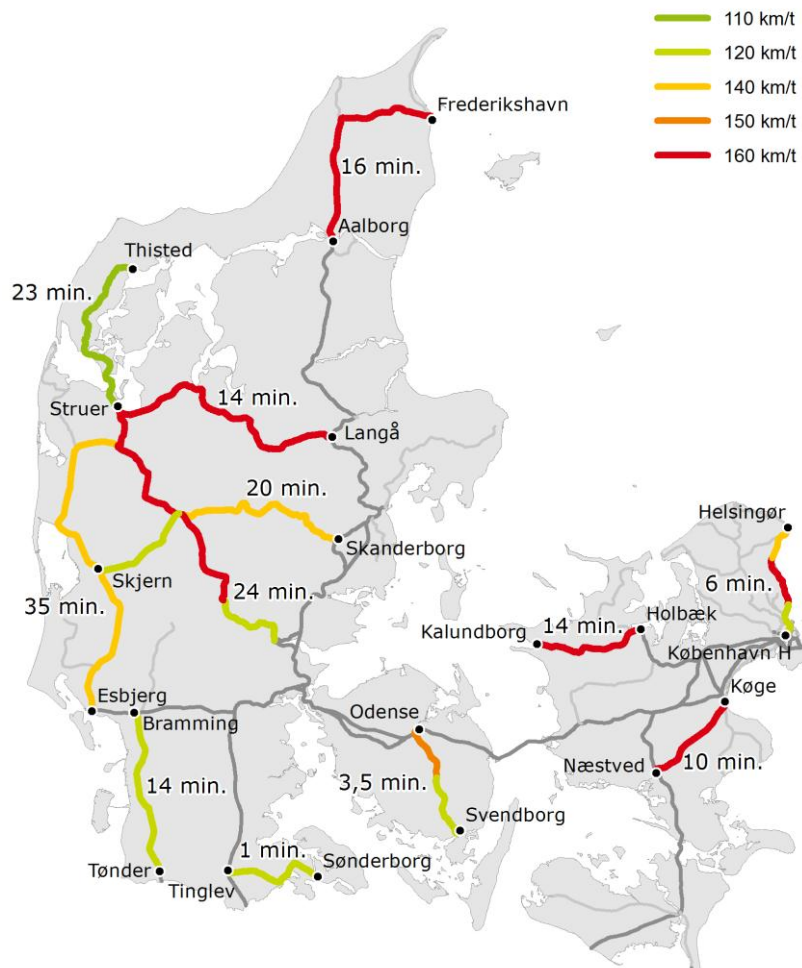 110 km/t
120 km/t
140 km/t
150 km/t
160 km/t
Frederikshavn
16 min.
Aalborg
Thisted
23 min.
14 min.
Struer
Langå
20 min.
Helsingør
Skanderborg
Skjern
24 min.
6 min.
35 min.
Holbæk
Kalundborg
14 min.
København H
Køge
Esbjerg
Bramming
Odense
Næstved
10 min.
14 min.
3,5 min.
Svendborg
1 min.
Sønderborg
Tønder
Tinglev